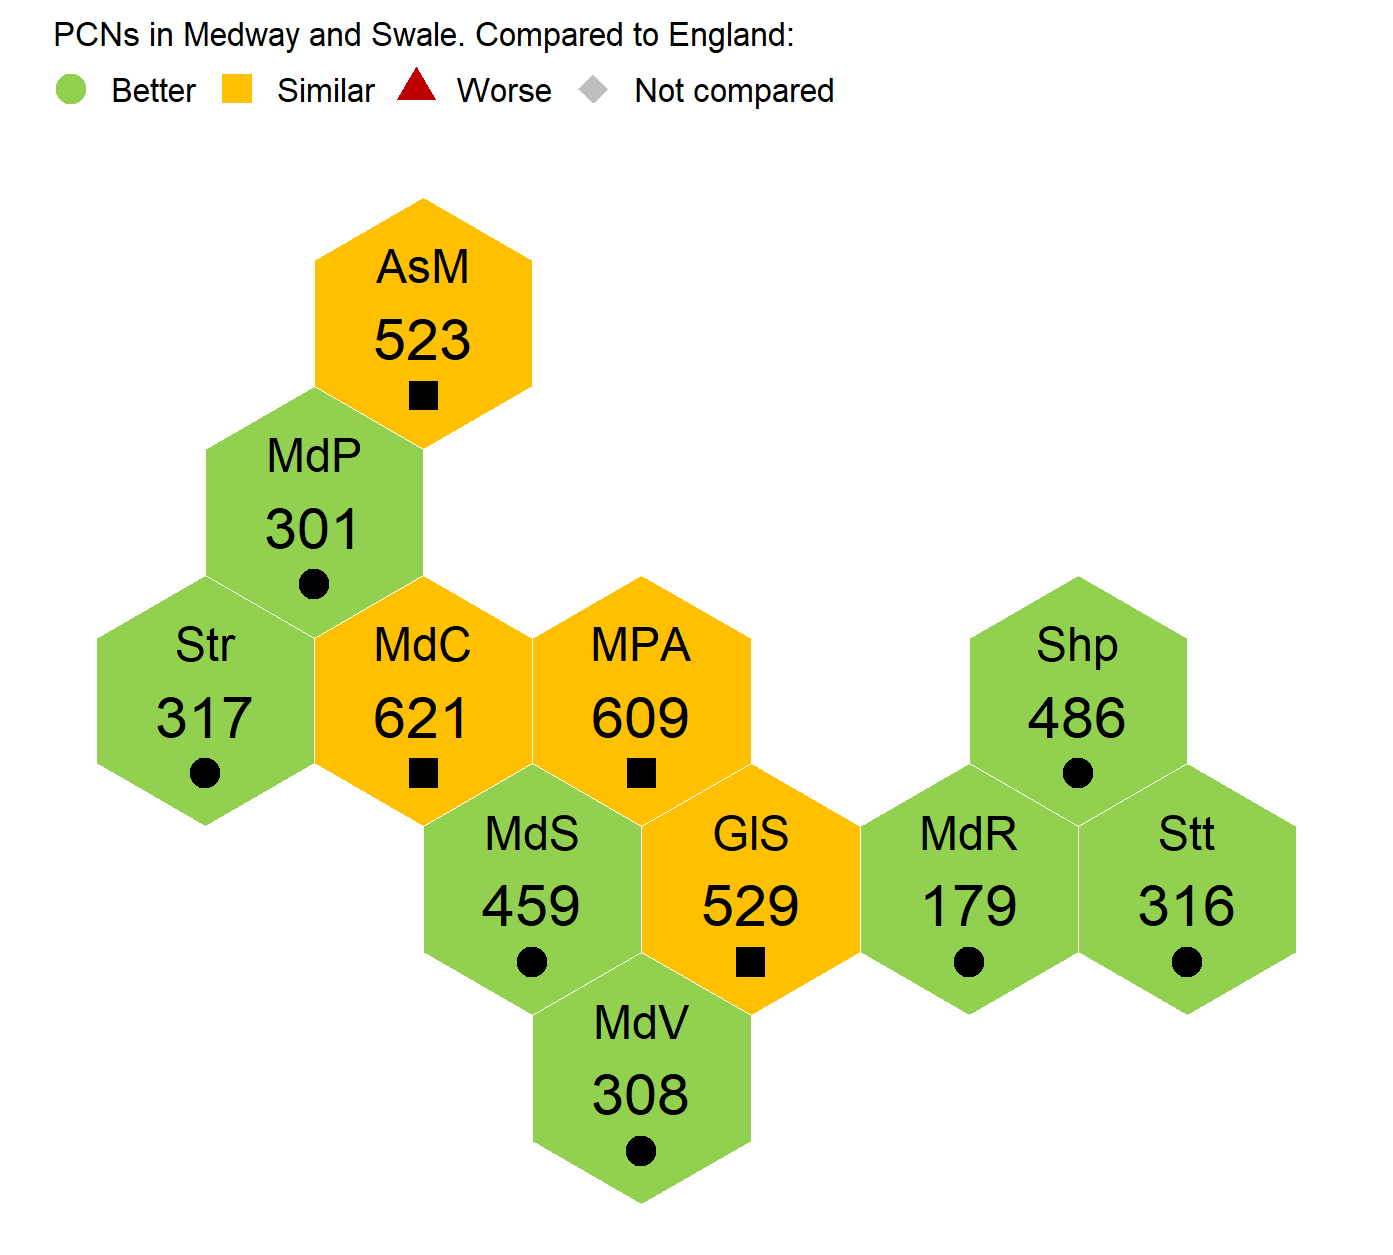 PCNs in Medway and Swale. Compared to England:
Better Similar Worse Not compared
AsM
523
MdP
301
Str
317
MdC
621
MPA
609
Shp
486
MdS
459
GlS
529
MdR
179
Stt
316
MdV
308